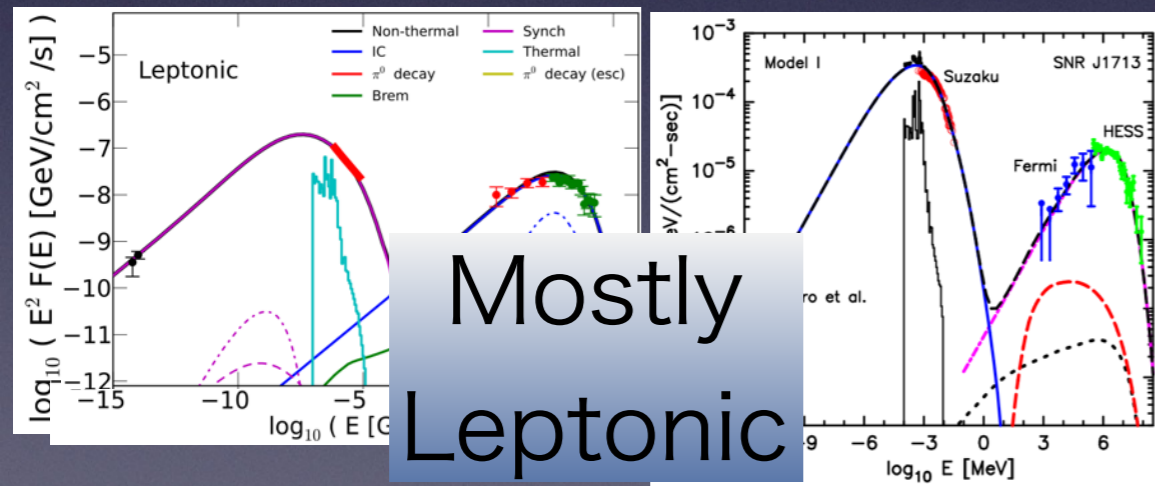 log₁₀ ( E² F(E) [GeV/cm² /s] )
−5
−6
−7
−8
−9
−10
−11
−12
−15
−10
−5
log₁₀ ( E [G
Leptonic
Non-thermal
IC
π⁰ decay
Brem
Synch
Thermal
π⁰ decay (esc)
Mostly
Leptonic
eV/(cm²−sec)]
10⁻³
10⁻⁴
10⁻⁵
Model I
SNR J1713
Suzaku
HESS
Fermi
ro et al.
−6
−3
0
3
6
log₁₀ E [MeV]